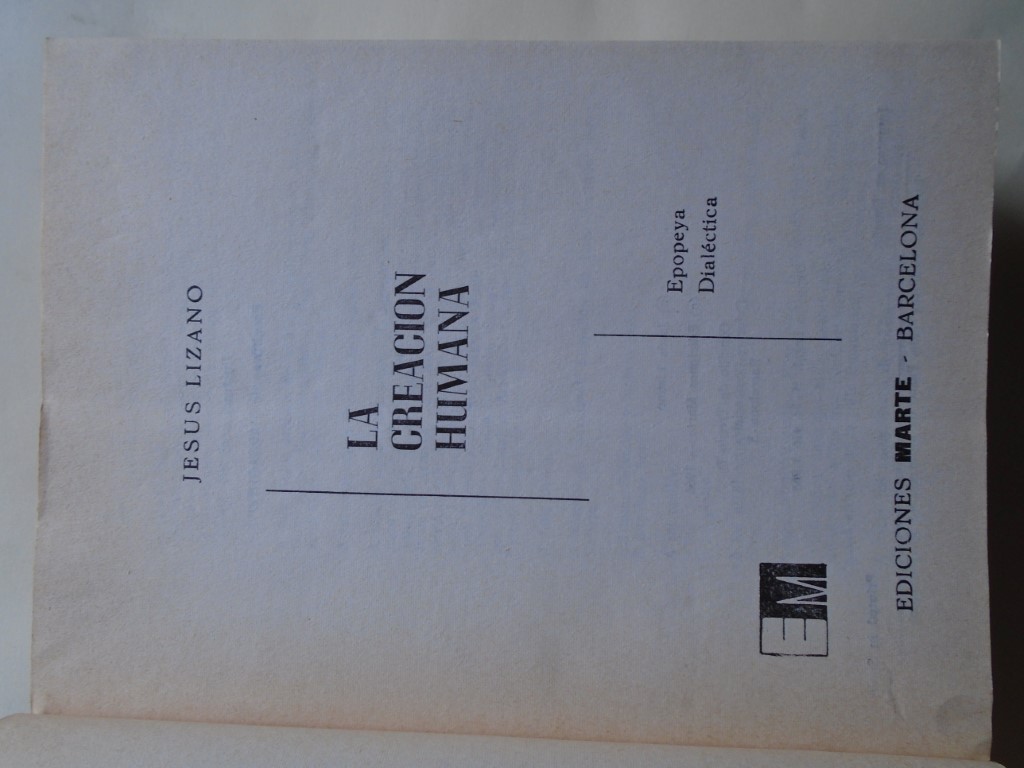 JESUS LIZANO
LA
CREACION
HUMANA
Epopeya
Dialéctica
EM
EDICIONES MARTE - BARCELONA